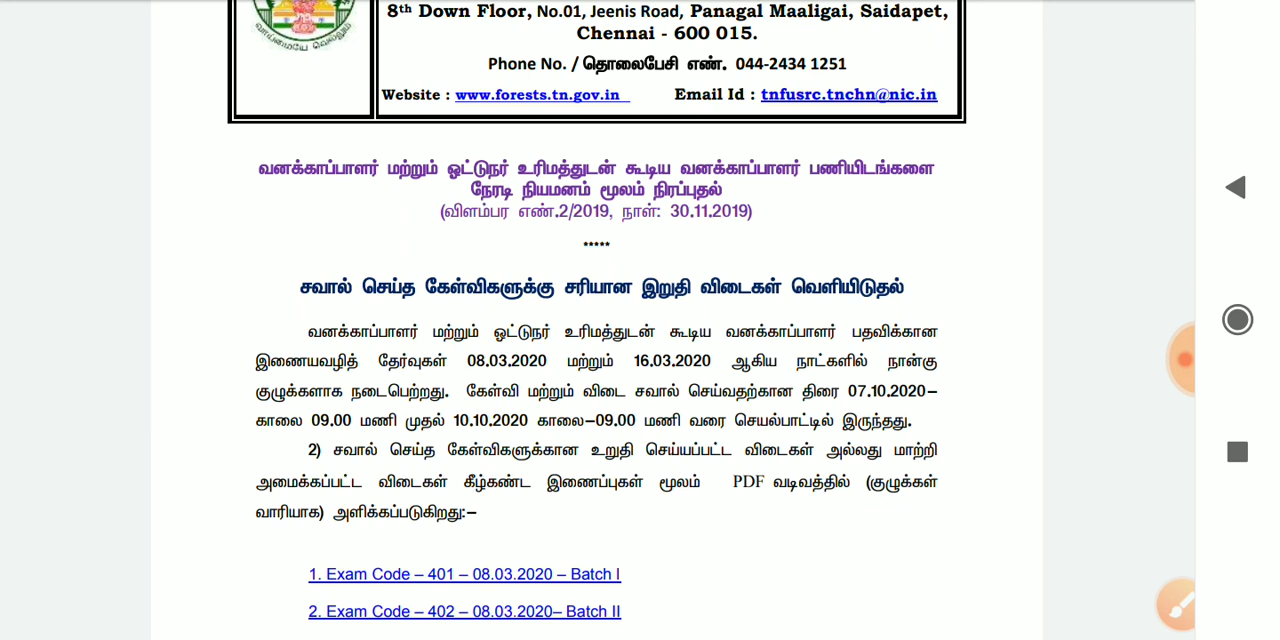 8th Down Floor, No.01, Jeenis Road, Panagal Maaligai, Saidapet,
Chennai - 600 015.
வாய்மையே வெல்லும்
Phone No. / தொலைபேசி எண். 044-2434 1251
Website : www.forests.tn.gov.in Email Id : tnfusrc.tnchn@nic.in
வனக்காப்பாளர் மற்றும் ஓட்டுநர் உரிமத்துடன் கூடிய வனக்காப்பாளர் பணியிடங்களை
நேரடி நியமனம் மூலம் நிரப்புதல்
(விளம்பர எண்.2/2019, நாள்: 30.11.2019)
*****
சவால் செய்த கேள்விகளுக்கு சரியான இறுதி விடைகள் வெளியிடுதல்
வனக்காப்பாளர் மற்றும் ஓட்டுநர் உரிமத்துடன் கூடிய வனக்காப்பாளர் பதவிக்கான
இணையவழித் தேர்வுகள் 08.03.2020 மற்றும் 16.03.2020 ஆகிய நாட்களில் நான்கு
குழுக்களாக நடைபெற்றது. கேள்வி மற்றும் விடை சவால் செய்வதற்கான திரை 07.10.2020–
காலை 09.00 மணி முதல் 10.10.2020 காலை–09.00 மணி வரை செயல்பாட்டில் இருந்தது.
2) சவால் செய்த கேள்விகளுக்கான உறுதி செய்யப்பட்ட விடைகள் அல்லது மாற்றி
அமைக்கப்பட்ட விடைகள் கீழ்கண்ட இணைப்புகள் மூலம் PDF வடிவத்தில் (குழுக்கள்
வாரியாக) அளிக்கப்படுகிறது:–
1. Exam Code – 401 – 08.03.2020 – Batch I
2. Exam Code – 402 – 08.03.2020– Batch II